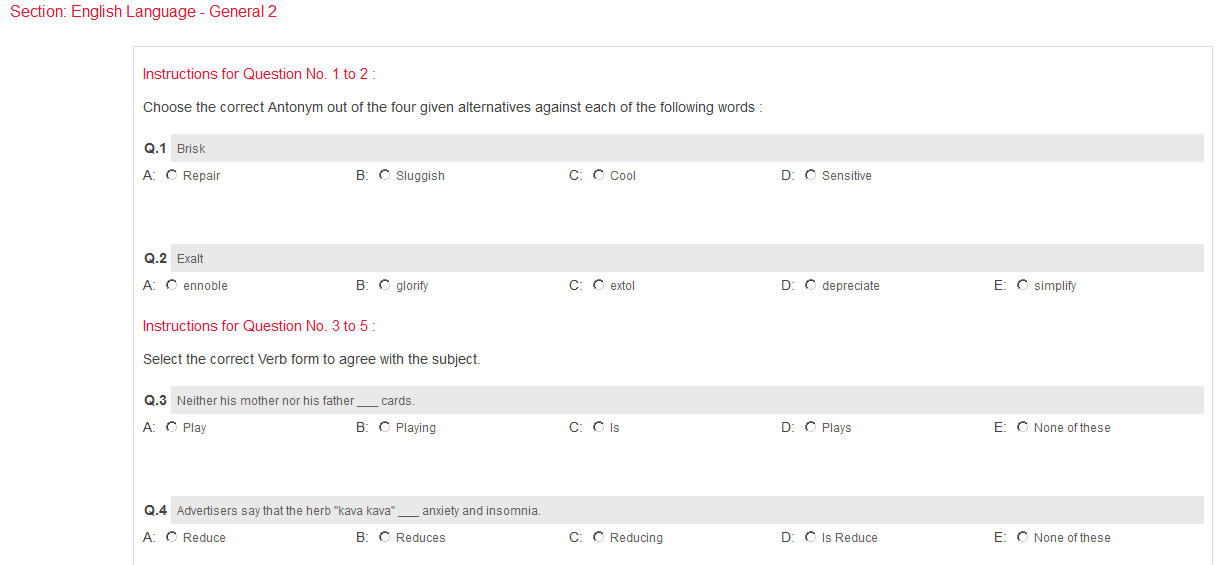 Section: English Language - General 2
Instructions for Question No. 1 to 2 :
Choose the correct Antonym out of the four given alternatives against each of the following words :
Q.1 Brisk
A: Repair B: Sluggish C: Cool D: Sensitive
Q.2 Exalt
A: ennoble B: glorify C: extol D: depreciate E: simplify
Instructions for Question No. 3 to 5 :
Select the correct Verb form to agree with the subject.
Q.3 Neither his mother nor his father ___ cards.
A: Play B: Playing C: Is D: Plays E: None of these
Q.4 Advertisers say that the herb "kava kava" ___ anxiety and insomnia.
A: Reduce B: Reduces C: Reducing D: Is Reduce E: None of these